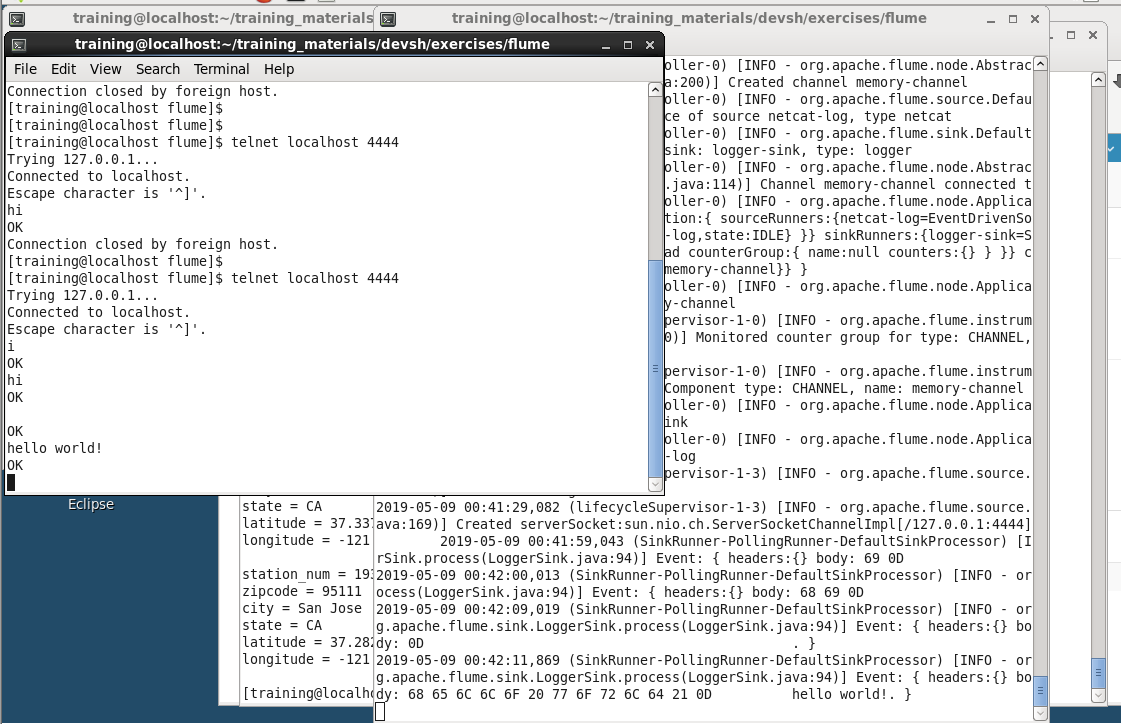 training@localhost:~/training_materials
training@localhost:~/training_materials/devsh/exercises/flume
training@localhost:~/training_materials/devsh/exercises/flume
File Edit View Search Terminal Help
Connection closed by foreign host.
[training@localhost flume]$
[training@localhost flume]$
[training@localhost flume]$ telnet localhost 4444
Trying 127.0.0.1...
Connected to localhost.
Escape character is '^]'.
hi
OK
Connection closed by foreign host.
[training@localhost flume]$
[training@localhost flume]$ telnet localhost 4444
Trying 127.0.0.1...
Connected to localhost.
Escape character is '^]'.
i
OK
hi
OK
OK
hello world!
OK
oller-0) [INFO - org.apache.flume.node.Abstrac
a:200)] Created channel memory-channel
oller-0) [INFO - org.apache.flume.source.Defau
ce of source netcat-log, type netcat
oller-0) [INFO - org.apache.flume.sink.Default
sink: logger-sink, type: logger
oller-0) [INFO - org.apache.flume.node.Abstrac
.java:114)] Channel memory-channel connected t
oller-0) [INFO - org.apache.flume.node.Applica
tion:{ sourceRunners:{netcat-log=EventDrivenSo
-log,state:IDLE} }} sinkRunners:{logger-sink=S
ad counterGroup:{ name:null counters:{} } }} c
memory-channel}} }
oller-0) [INFO - org.apache.flume.node.Applica
y-channel
pervisor-1-0) [INFO - org.apache.flume.instrum
0)] Monitored counter group for type: CHANNEL,
pervisor-1-0) [INFO - org.apache.flume.instrum
Component type: CHANNEL, name: memory-channel
oller-0) [INFO - org.apache.flume.node.Applica
ink
oller-0) [INFO - org.apache.flume.node.Applica
-log
pervisor-1-3) [INFO - org.apache.flume.source.
2019-05-09 00:41:29,082 (lifecycleSupervisor-1-3) [INFO - org.apache.flume.source.
ava:169)] Created serverSocket:sun.nio.ch.ServerSocketChannelImpl[/127.0.0.1:4444]
2019-05-09 00:41:59,043 (SinkRunner-PollingRunner-DefaultSinkProcessor) [I
rSink.process(LoggerSink.java:94)] Event: { headers:{} body: 69 0D
2019-05-09 00:42:00,013 (SinkRunner-PollingRunner-DefaultSinkProcessor) [INFO - or
ocess(LoggerSink.java:94)] Event: { headers:{} body: 68 69 0D
2019-05-09 00:42:09,019 (SinkRunner-PollingRunner-DefaultSinkProcessor) [INFO - or
g.apache.flume.sink.LoggerSink.process(LoggerSink.java:94)] Event: { headers:{} bo
dy: 0D . }
2019-05-09 00:42:11,869 (SinkRunner-PollingRunner-DefaultSinkProcessor) [INFO - or
g.apache.flume.sink.LoggerSink.process(LoggerSink.java:94)] Event: { headers:{} bo
dy: 68 65 6C 6C 6F 20 77 6F 72 6C 64 21 0D hello world!. }
Eclipse
state = CA
latitude = 37.337
longitude = -121
station_num = 193
zipcode = 95111
city = San Jose
state = CA
latitude = 37.282
longitude = -121
[training@localho